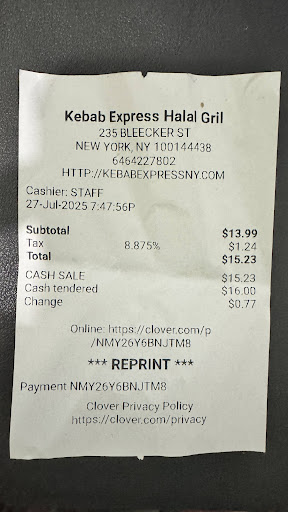 Kebab Express Halal Gril
235 BLEECKER ST
NEW YORK, NY 100144438
6464227802
HTTP://KEBABEXPRESSNY.COM
Cashier: STAFF
27-Jul-2025 7:47:56P
Subtotal $13.99
Tax 8.875% $1.24
Total $15.23
CASH SALE $15.23
Cash tendered $16.00
Change $0.77
Online: https://clover.com/p
/NMY26Y6BNJTM8
*** REPRINT ***
Payment NMY26Y6BNJTM8
Clover Privacy Policy
https://clover.com/privacy